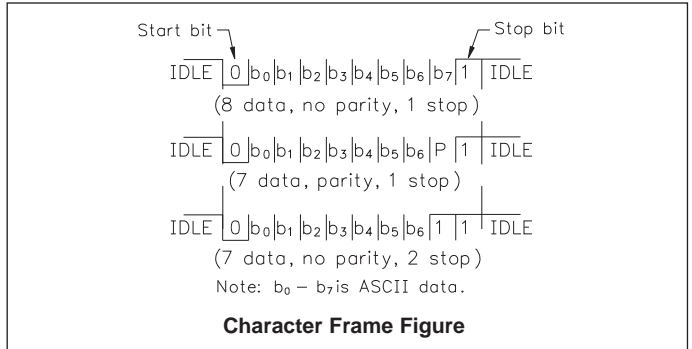 Start bit Stop bit
IDLE 0 b₀ b₁ b₂ b₃ b₄ b₅ b₆ b₇ 1 IDLE
(8 data, no parity, 1 stop)
IDLE 0 b₀ b₁ b₂ b₃ b₄ b₅ b₆ P 1 IDLE
(7 data, parity, 1 stop)
IDLE 0 b₀ b₁ b₂ b₃ b₄ b₅ b₆ 1 1 IDLE
(7 data, no parity, 2 stop)
Note: b₀ – b₇is ASCII data.
Character Frame Figure